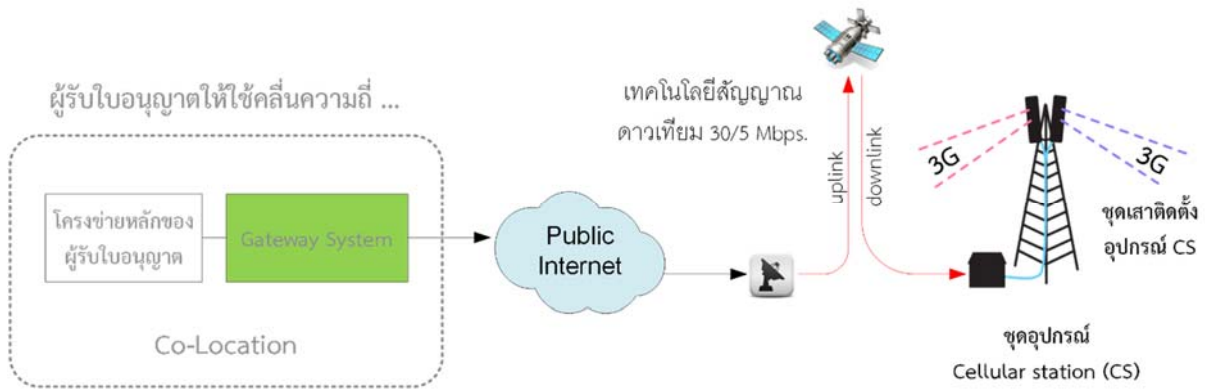 ผู้รับใบอนุญาตให้ใช้คลื่นความถี่ ...
โครงข่ายหลักของ
ผู้รับใบอนุญาต
Gateway System
Co-Location
Public
Internet
เทคโนโลยีสัญญาณ
ดาวเทียม 30/5 Mbps.
uplink
downlink
3G
3G
ชุดเสาติดตั้ง
อุปกรณ์ CS
ชุดอุปกรณ์
Cellular station (CS)